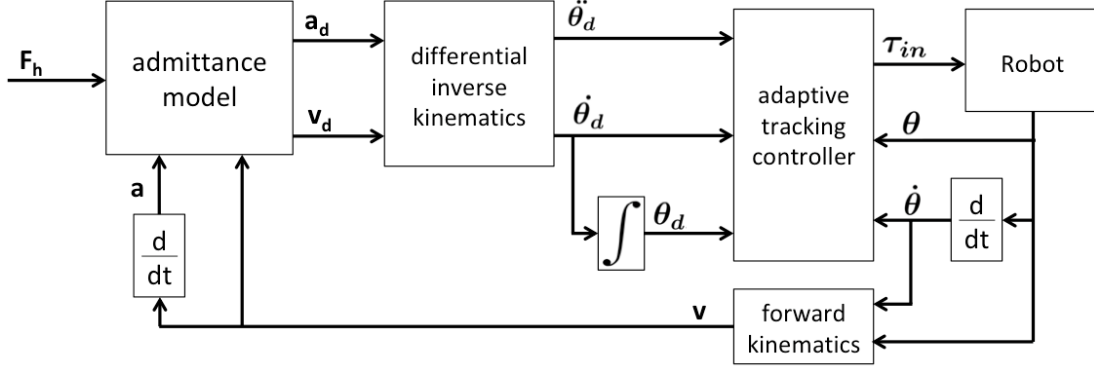 F_h
admittance
model
a_d
v_d
differential
inverse
kinematics
θ̈_d
θ̇_d
∫
θ_d
adaptive
tracking
controller
τ_in
Robot
θ
θ̇
d
dt
a
d
dt
v
forward
kinematics